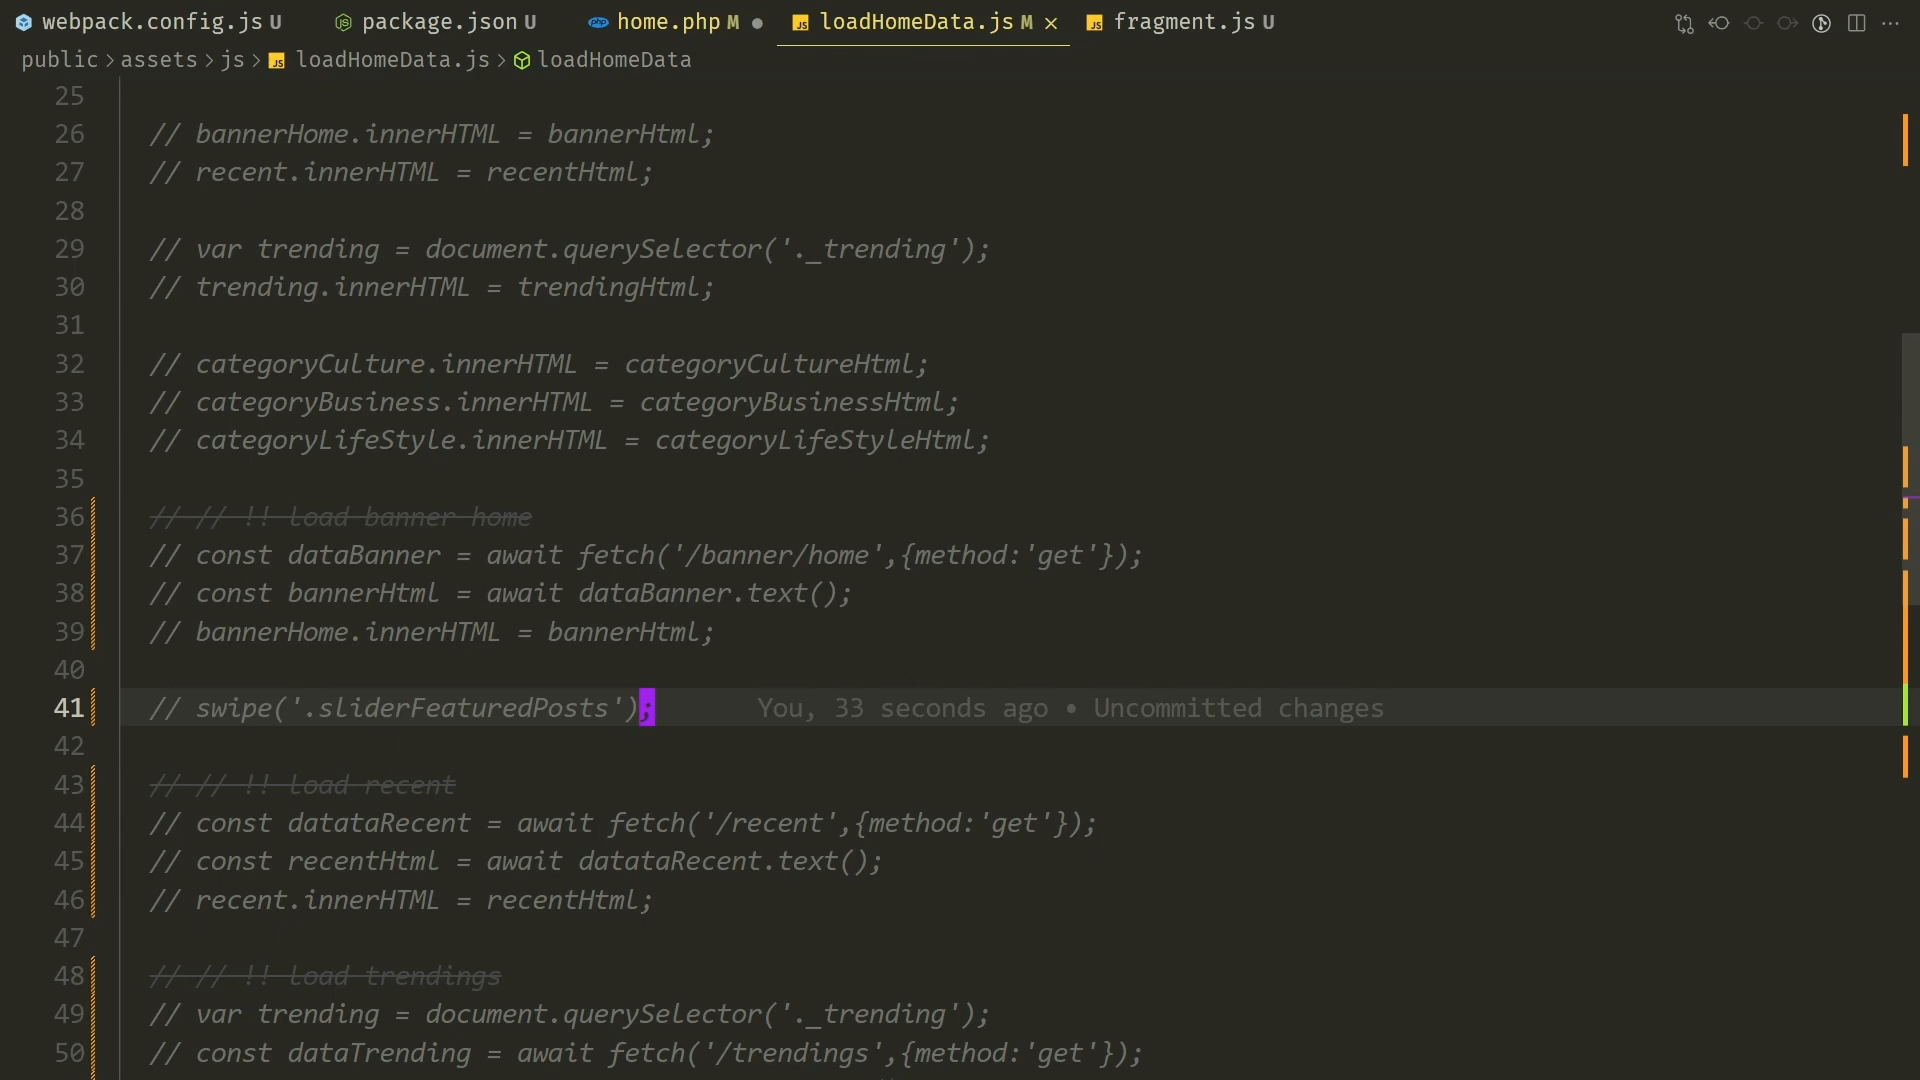 webpack.config.js U package.json U home.php M ● loadHomeData.js M × fragment.js U
public > assets > js > JS loadHomeData.js > loadHomeData
25
26 // bannerHome.innerHTML = bannerHtml;
27 // recent.innerHTML = recentHtml;
28
29 // var trending = document.querySelector('._trending');
30 // trending.innerHTML = trendingHtml;
31
32 // categoryCulture.innerHTML = categoryCultureHtml;
33 // categoryBusiness.innerHTML = categoryBusinessHtml;
34 // categoryLifeStyle.innerHTML = categoryLifeStyleHtml;
35
36 // // !! load banner home
37 // const dataBanner = await fetch('/banner/home',{method:'get'});
38 // const bannerHtml = await dataBanner.text();
39 // bannerHome.innerHTML = bannerHtml;
40
41 // swipe('.sliderFeaturedPosts'); You, 33 seconds ago • Uncommitted changes
42
43 // // !! load recent
44 // const datataRecent = await fetch('/recent',{method:'get'});
45 // const recentHtml = await datataRecent.text();
46 // recent.innerHTML = recentHtml;
47
48 // // !! load trendings
49 // var trending = document.querySelector('._trending');
50 // const dataTrending = await fetch('/trendings',{method:'get'});